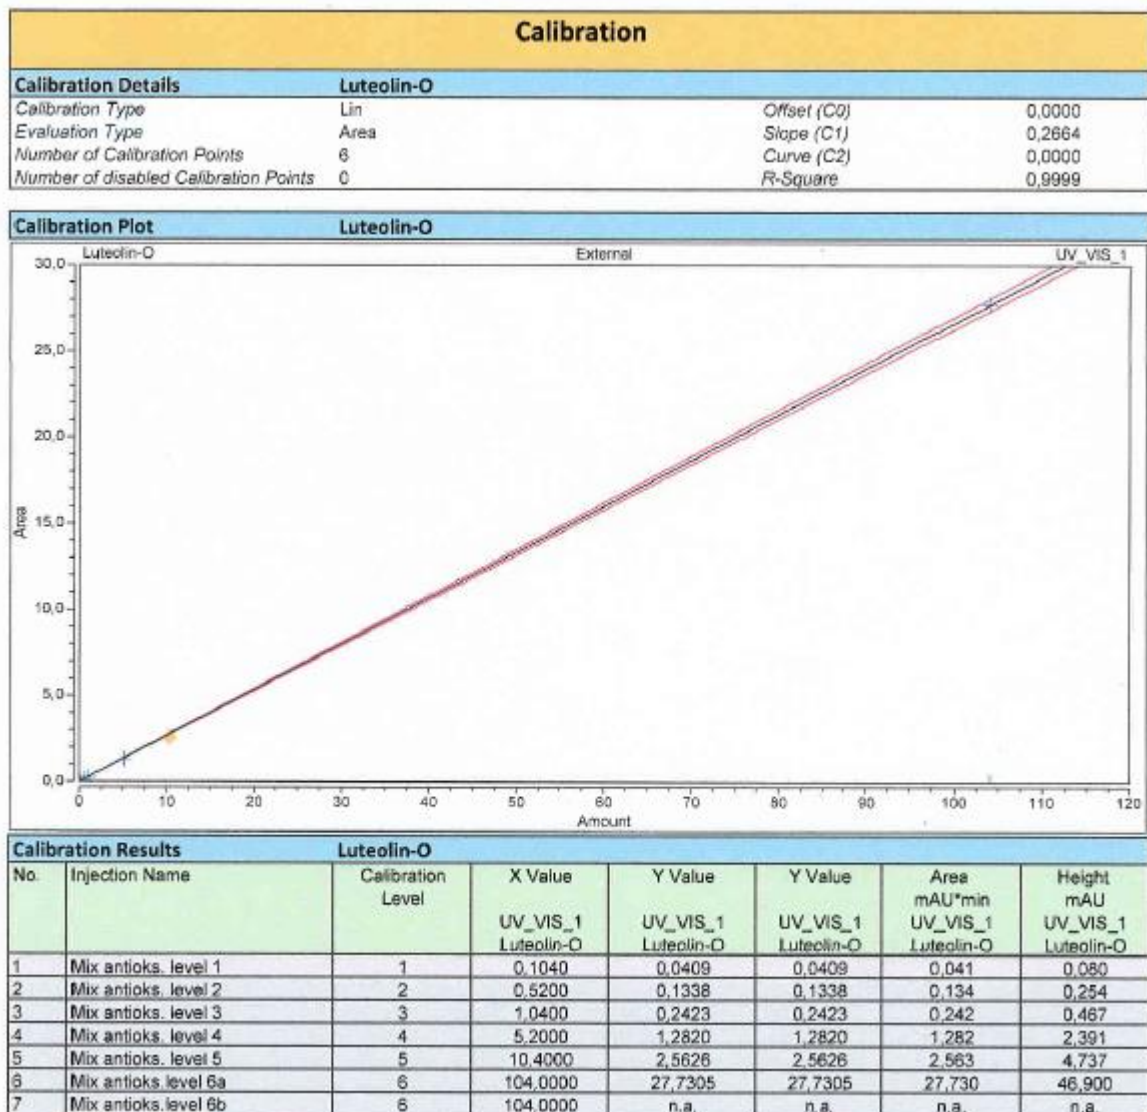 Calibration
Calibration Details Luteolin-O
Calibration Type Lin Offset (C0) 0,0000
Evaluation Type Area Slope (C1) 0,2664
Number of Calibration Points 6 Curve (C2) 0,0000
Number of disabled Calibration Points 0 R-Square 0,9999
Calibration Plot Luteolin-O
Luteolin-O External UV_VIS_1
30,0
25,0
20,0
15,0
10,0
5,0
0,0
Area
0 10 20 30 40 50 60 70 80 90 100 110 120
Amount
Calibration Results Luteolin-O
No. Injection Name Calibration X Value Y Value Y Value Area Height
Level mAU*min mAU
UV_VIS_1 UV_VIS_1 UV_VIS_1 UV_VIS_1 UV_VIS_1
Luteolin-O Luteolin-O Luteolin-O Luteolin-O Luteolin-O
1 Mix antioks. level 1 1 0,1040 0,0409 0,0409 0,041 0,080
2 Mix antioks. level 2 2 0,5200 0,1338 0,1338 0,134 0,254
3 Mix antioks. level 3 3 1,0400 0,2423 0,2423 0,242 0,467
4 Mix antioks. level 4 4 5,2000 1,2820 1,2820 1,282 2,391
5 Mix antioks. level 5 5 10,4000 2,5626 2,5626 2,563 4,737
6 Mix antioks.level 6a 6 104,0000 27,7305 27,7305 27,730 46,900
7 Mix antioks.level 6b 6 104,0000 n.a. n.a. n.a. n.a.